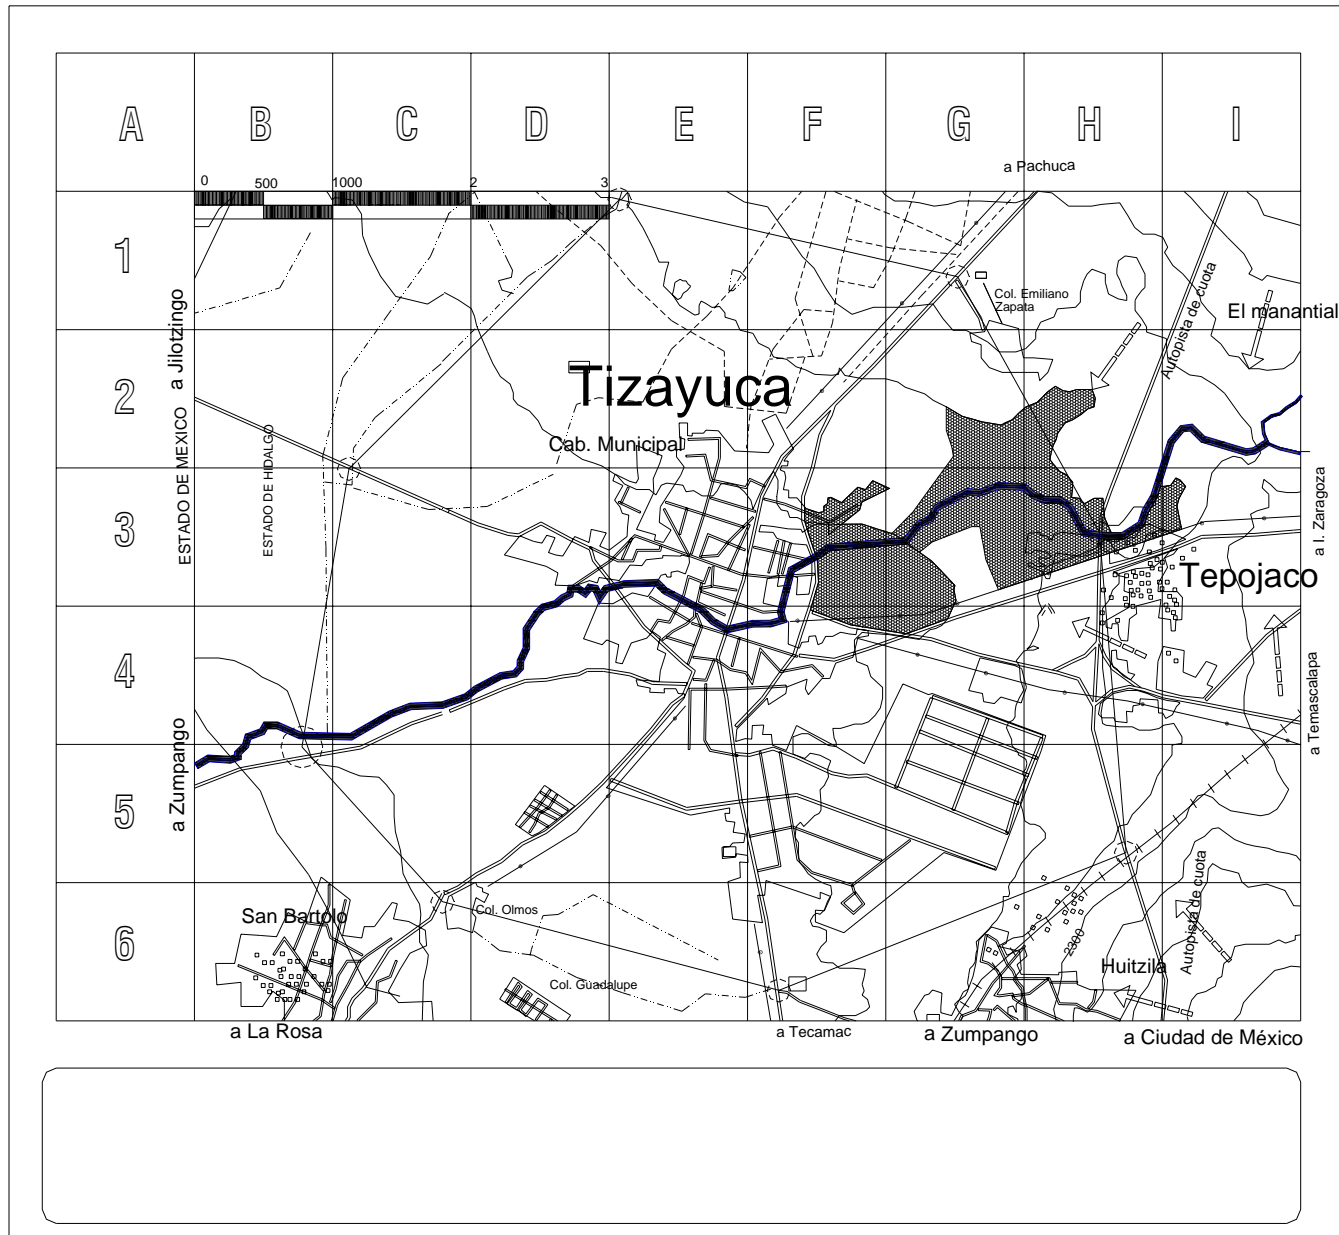 A B C D E F G H I
a Pachuca
0 500 1000 2 3
1
Col. Emiliano
Zapata
Autopista de cuota
El manantial
a Jilotzingo
2
Tizayuca
Cab. Municipal
ESTADO DE MEXICO
ESTADO DE HIDALGO
3
Tepojaco
a I. Zaragoza
4
a Temascalapa
a Zumpango
5
6
San Bartolo
Col. Olmos
Col. Guadalupe
2300
Huitzila
Autopista de cuota
a La Rosa
a Tecamac
a Zumpango
a Ciudad de México